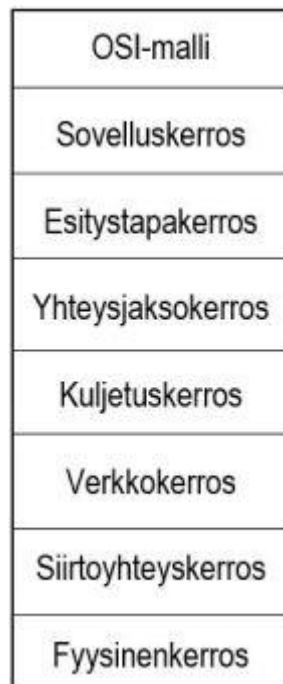 OSI-malli
Sovelluskerros
Esitystapakerros
Yhteysjaksokerros
Kuljetuskerros
Verkkokerros
Siirtoyhteyskerros
Fyysinenkerros